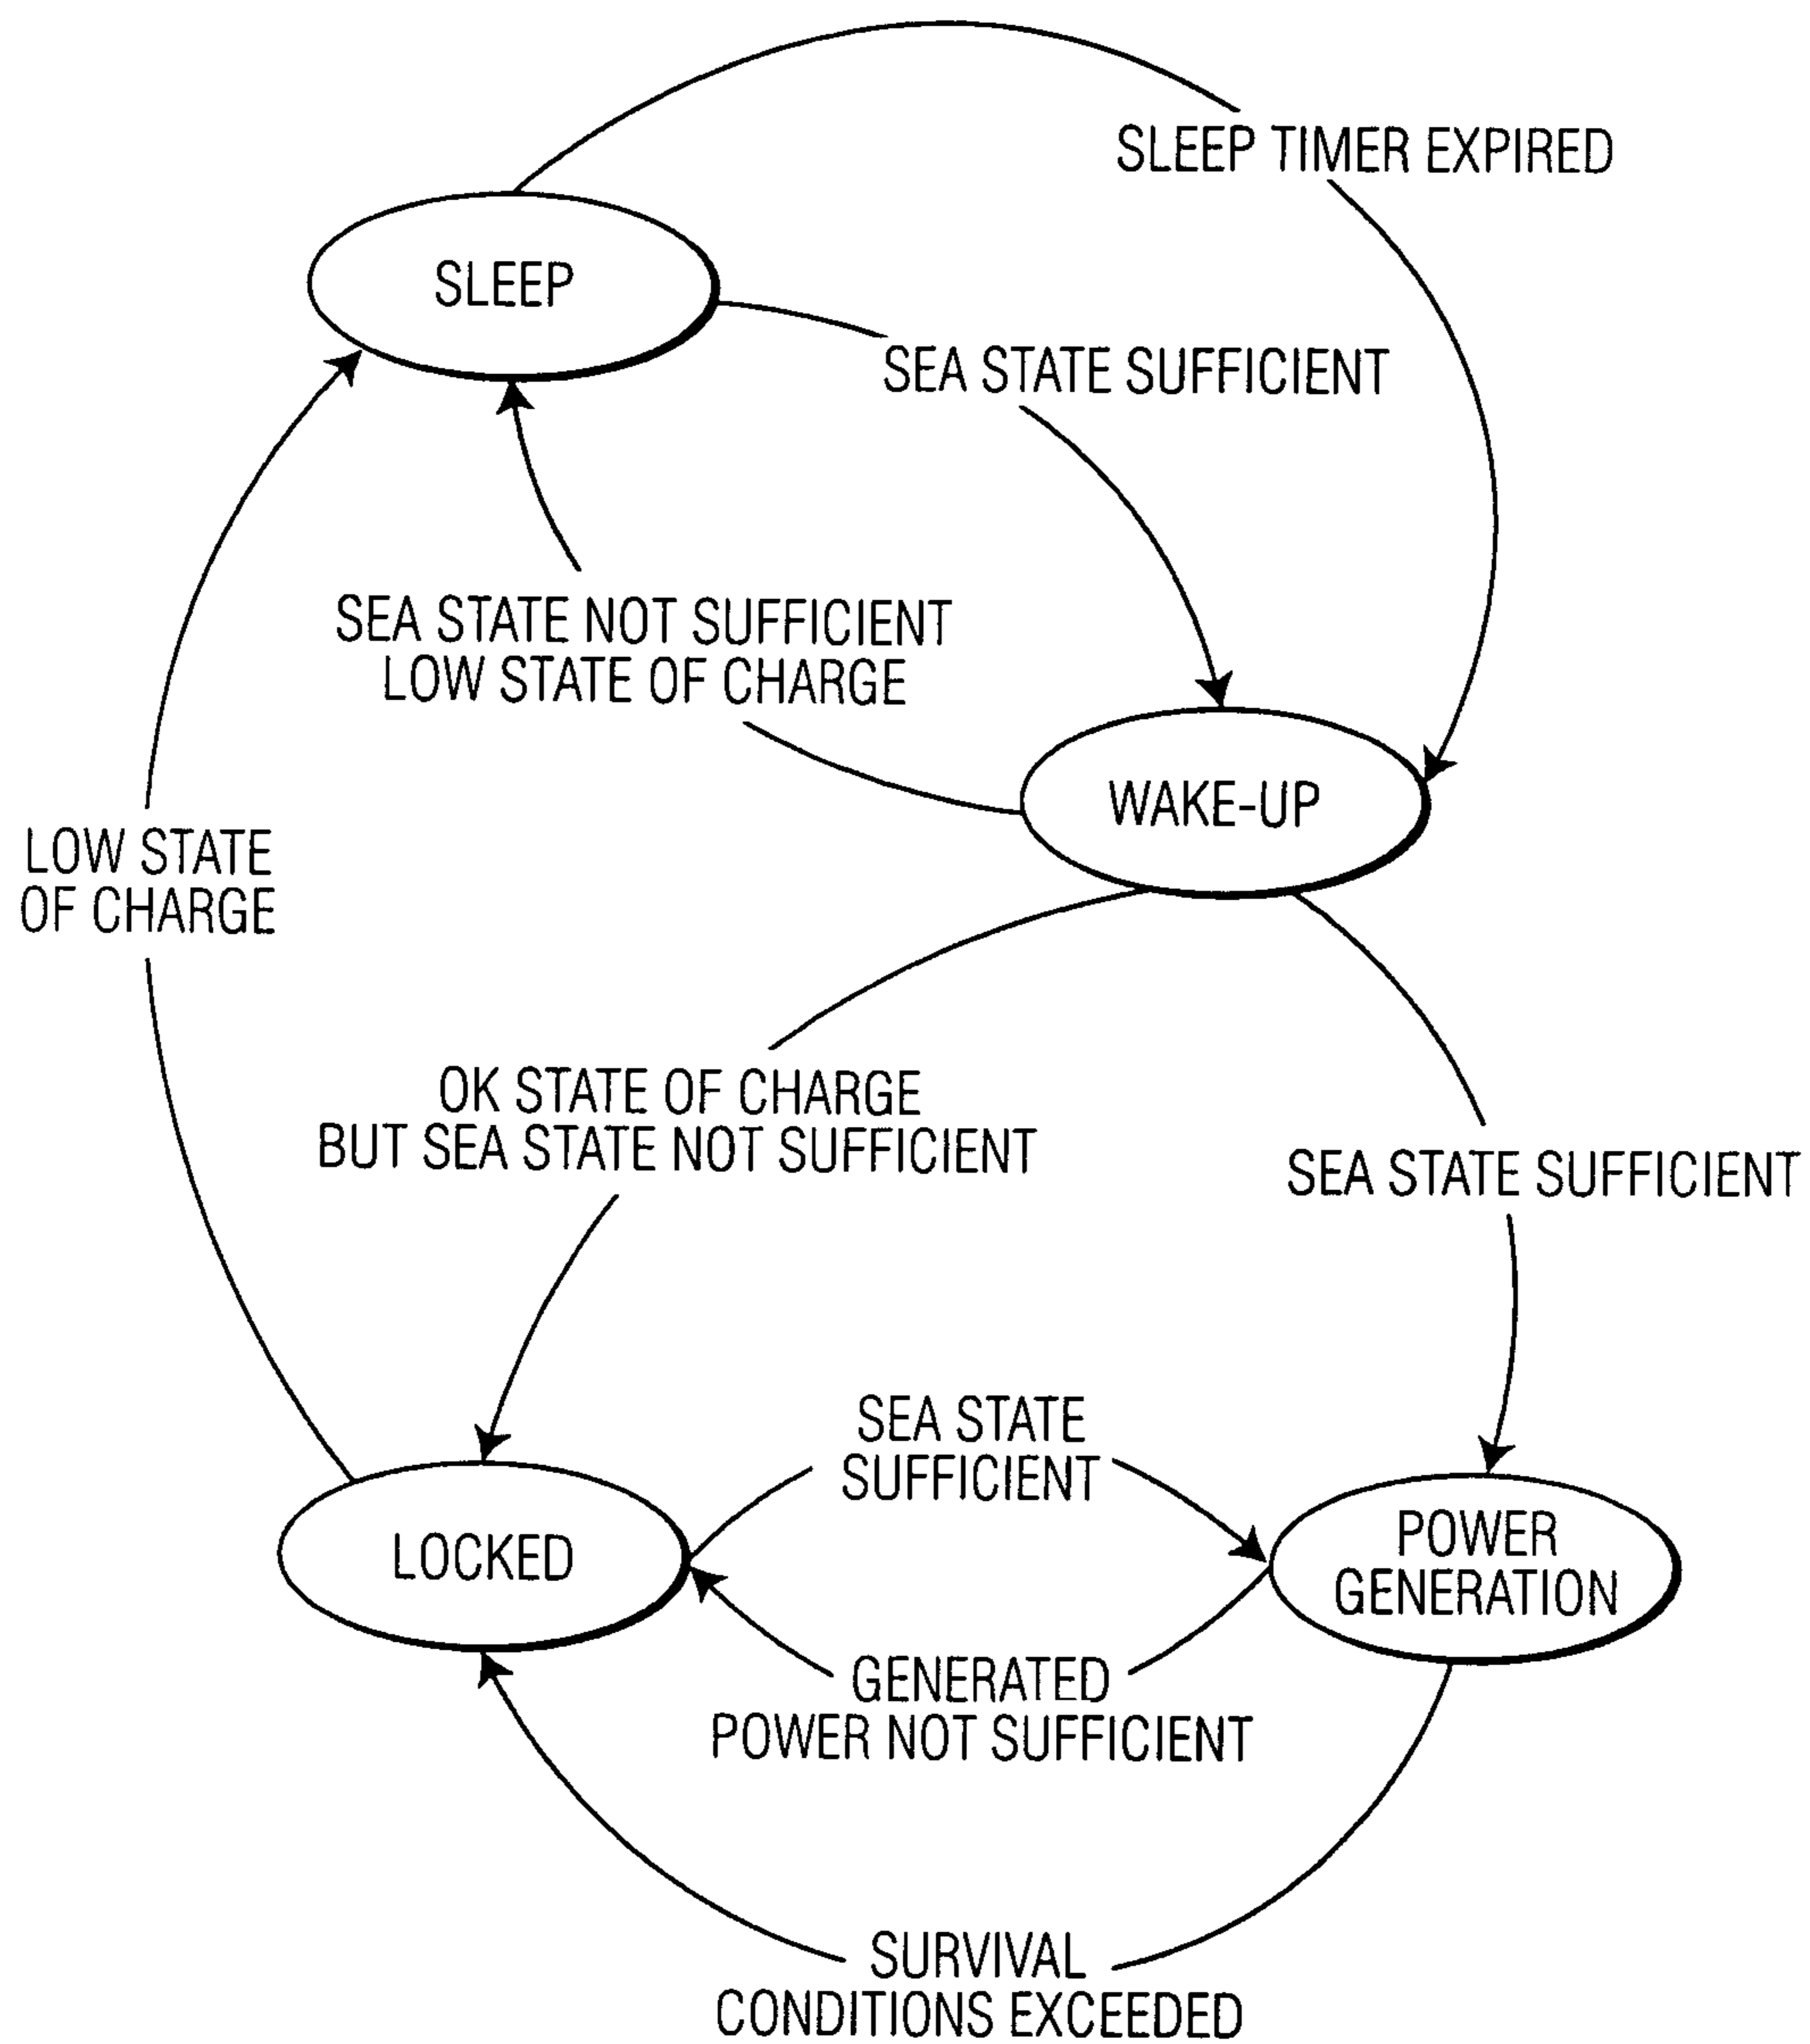 SLEEP TIMER EXPIRED
SLEEP
SEA STATE SUFFICIENT
SEA STATE NOT SUFFICIENT
LOW STATE OF CHARGE
WAKE-UP
LOW STATE
OF CHARGE
OK STATE OF CHARGE
BUT SEA STATE NOT SUFFICIENT
SEA STATE SUFFICIENT
SEA STATE
SUFFICIENT
LOCKED
POWER
GENERATION
GENERATED
POWER NOT SUFFICIENT
SURVIVAL
CONDITIONS EXCEEDED